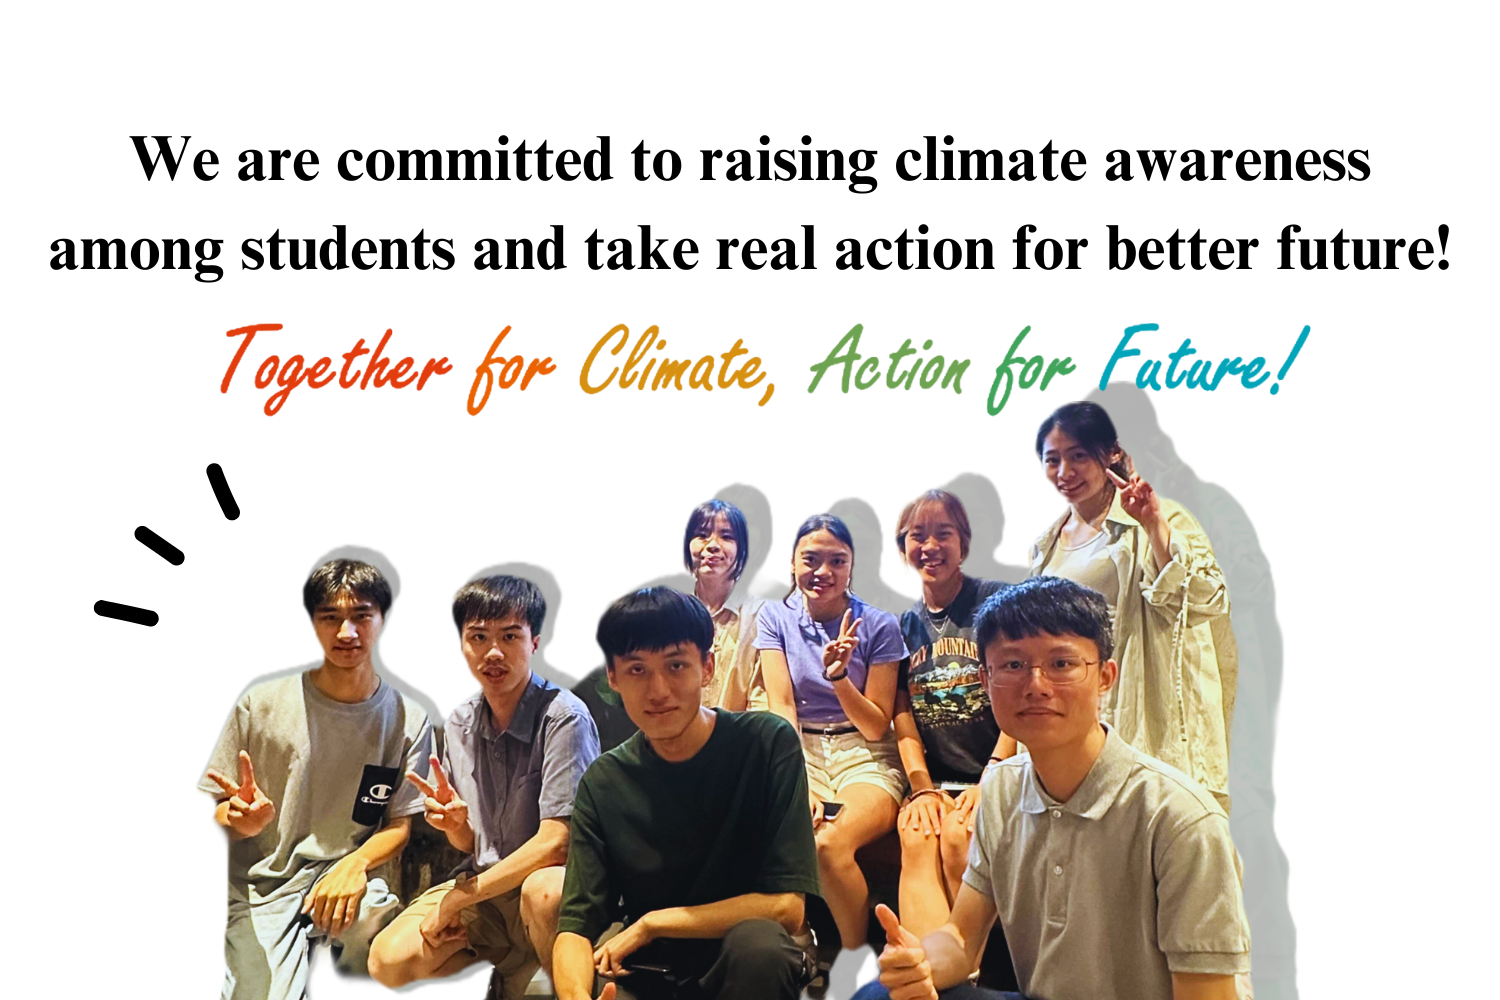 We are committed to raising climate awareness
among students and take real action for better future!
Together for Climate, Action for Future!
Champion